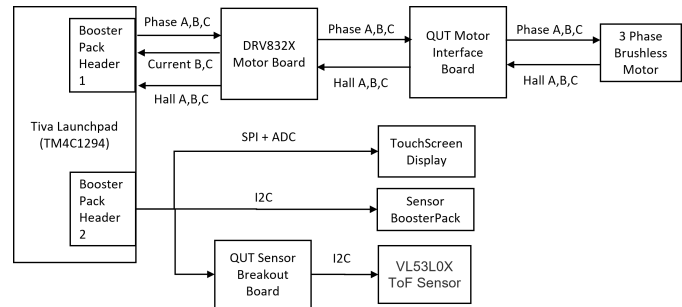 Booster
Pack
Header
1
Phase A,B,C
Current B,C
Hall A,B,C
DRV832X
Motor Board
Phase A,B,C
Hall A,B,C
QUT Motor
Interface
Board
Phase A,B,C
Hall A,B,C
3 Phase
Brushless
Motor
Tiva Launchpad
(TM4C1294)
SPI + ADC
TouchScreen
Display
Booster
Pack
Header
2
I2C
Sensor
BoosterPack
QUT Sensor
Breakout
Board
I2C
VL53L0X
ToF Sensor